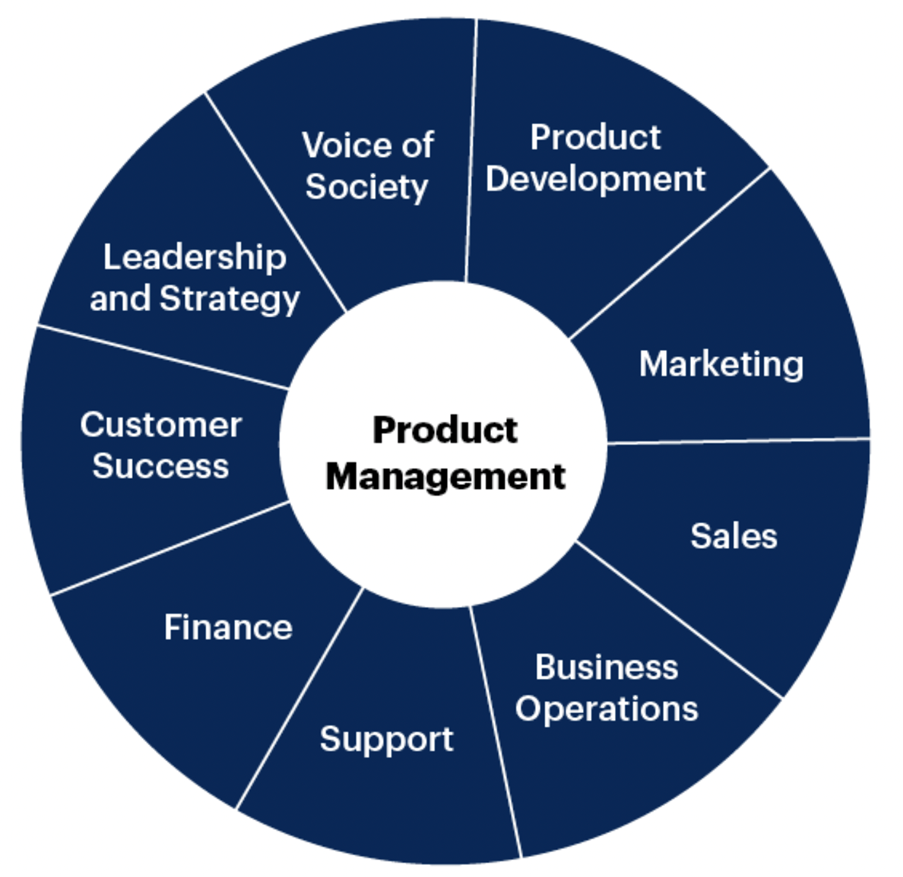 Voice of
Society
Product
Development
Marketing
Sales
Business
Operations
Support
Finance
Customer
Success
Leadership
and Strategy
Product
Management